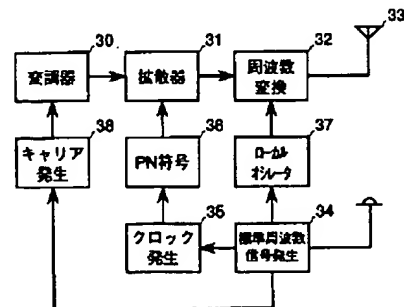 30
31
32
33
変調器
拡散器
周波数
変換
38
36
37
キャリア
発生
PN符号
ローカル
オシレータ
35
34
クロック
発生
標準周波数
信号発生